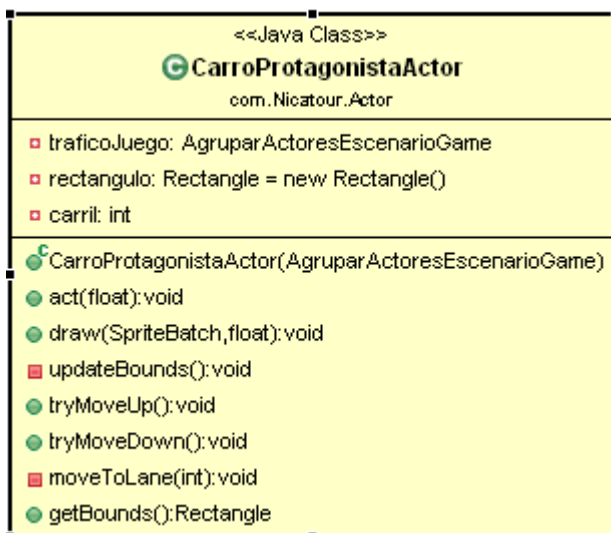 <<Java Class>>
CarroProtagonistaActor
com.Nicatour.Actor
traficoJuego: AgruparActoresEscenarioGame
rectangulo: Rectangle = new Rectangle()
carril: int
CarroProtagonistaActor(AgruparActoresEscenarioGame)
act(float):void
draw(SpriteBatch,float):void
updateBounds():void
tryMoveUp():void
tryMoveDown():void
moveToLane(int):void
getBounds():Rectangle